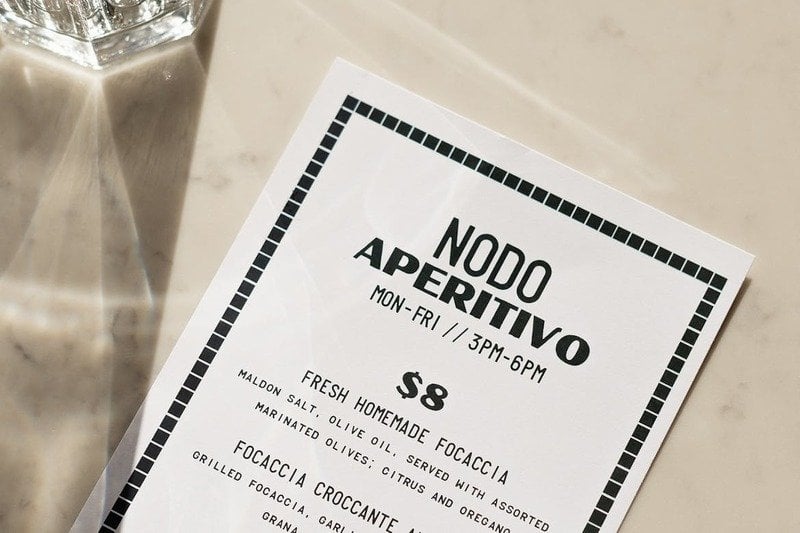 NODO
APERITIVO
MON-FRI // 3PM-6PM
$8
FRESH HOMEMADE FOCACCIA
MALDON SALT, OLIVE OIL, SERVED WITH ASSORTED
MARINATED OLIVES; CITRUS AND OREGANO
FOCACCIA CROCCANTE
GRILLED FOCACCIA,
GRANA